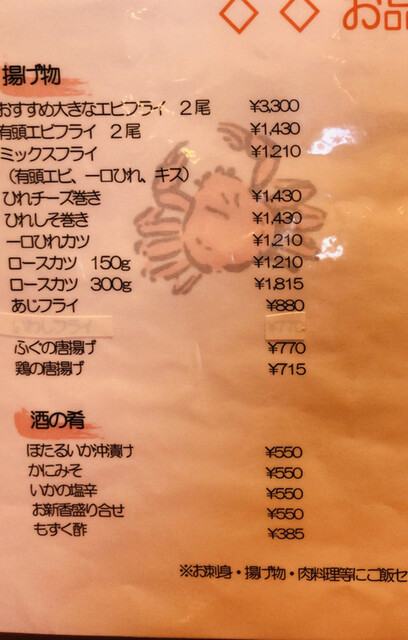 ◇ ◇ お品
揚げ物
おすすめ大きなエビフライ 2尾 ¥3,300
有頭エビフライ 2尾 ¥1,430
ミックスフライ ¥1,210
(有頭エビ、一口ひれ、キス)
ひれチーズ巻き ¥1,430
ひれしそ巻き ¥1,430
一口ひれカツ ¥1,210
ロースカツ 150g ¥1,210
ロースカツ 300g ¥1,815
あじフライ ¥880
いわしフライ ¥770
ふぐの唐揚げ ¥770
鶏の唐揚げ ¥715
酒の肴
ほたるいか沖漬け ¥550
かにみそ ¥550
いかの塩辛 ¥550
お新香盛り合せ ¥550
もずく酢 ¥385
※お刺身・揚げ物・肉料理等にご飯セ